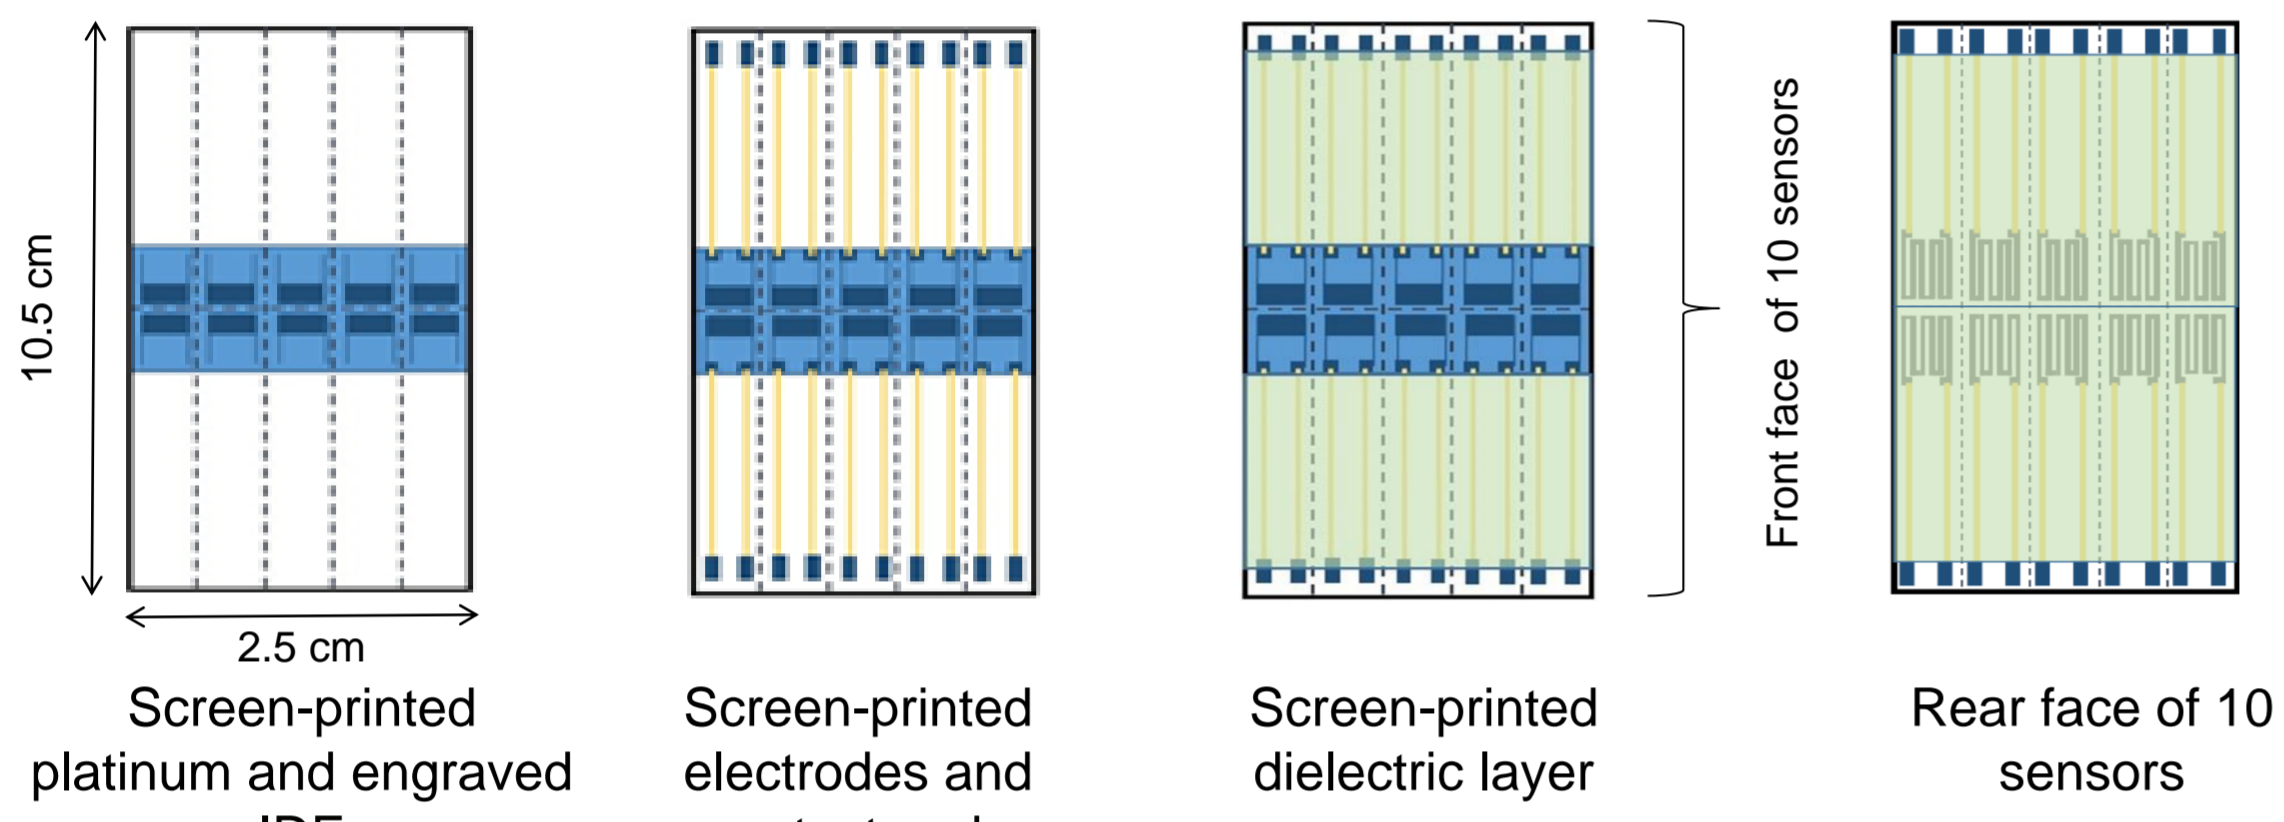 10.5 cm
2.5 cm
Screen-printed
platinum and engraved
Screen-printed
electrodes and
Screen-printed
dielectric layer
Front face of 10 sensors
Rear face of 10
sensors